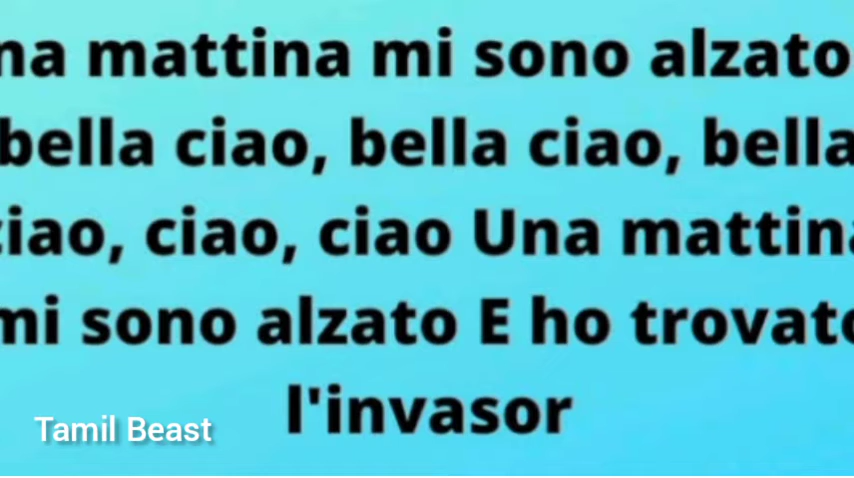 na mattina mi sono alzato
bella ciao, bella ciao, bella
ciao, ciao, ciao Una mattina
mi sono alzato E ho trovato
l'invasor
Tamil Beast